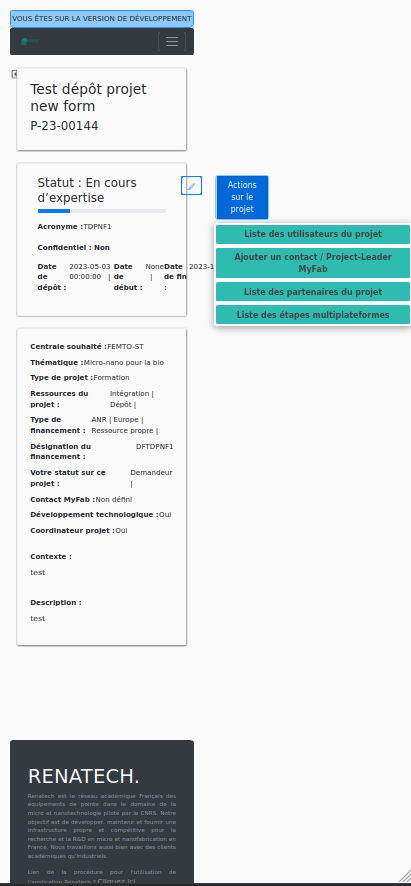 VOUS ÊTES SUR LA VERSION DE DÉVELOPPEMENT
Test dépôt projet
new form
P-23-00144
Statut : En cours
d'expertise
Actions
sur le
projet
Acronyme :TDPNF1
Confidentiel : Non
Date de dépôt : 2023-05-03 00:00:00 | Date de début : None | Date de fin : 2023-1
Liste des utilisateurs du projet
Ajouter un contact / Project-Leader
MyFab
Liste des partenaires du projet
Liste des étapes multiplateformes
Centrale souhaité :FEMTO-ST
Thématique :Micro-nano pour la bio
Type de projet :Formation
Ressources du projet : Intégration | Dépôt |
Type de financement : ANR | Europe | Ressource propre |
Désignation du financement : DFTDPNF1
Votre statut sur ce projet : Demandeur |
Contact MyFab :Non défini
Développement technologique :Oui
Coordinateur projet :Oui
Contexte :
test
Description :
test
RENATECH.
Renatech est le réseau académique Français des
équipements de pointe dans le domaine de la
micro et nanotechnologie piloté par le CNRS. Notre
objectif est de développer, maintenir et fournir une
infrastructure propre et compétitive pour la
recherche et la R&D en micro et nanofabrication en
France. Nous travaillons aussi bien avec des clients
académiques qu'industriels.
Lien de la procédure pour l'utilisation de
l'application Renatech : Cliquez ici